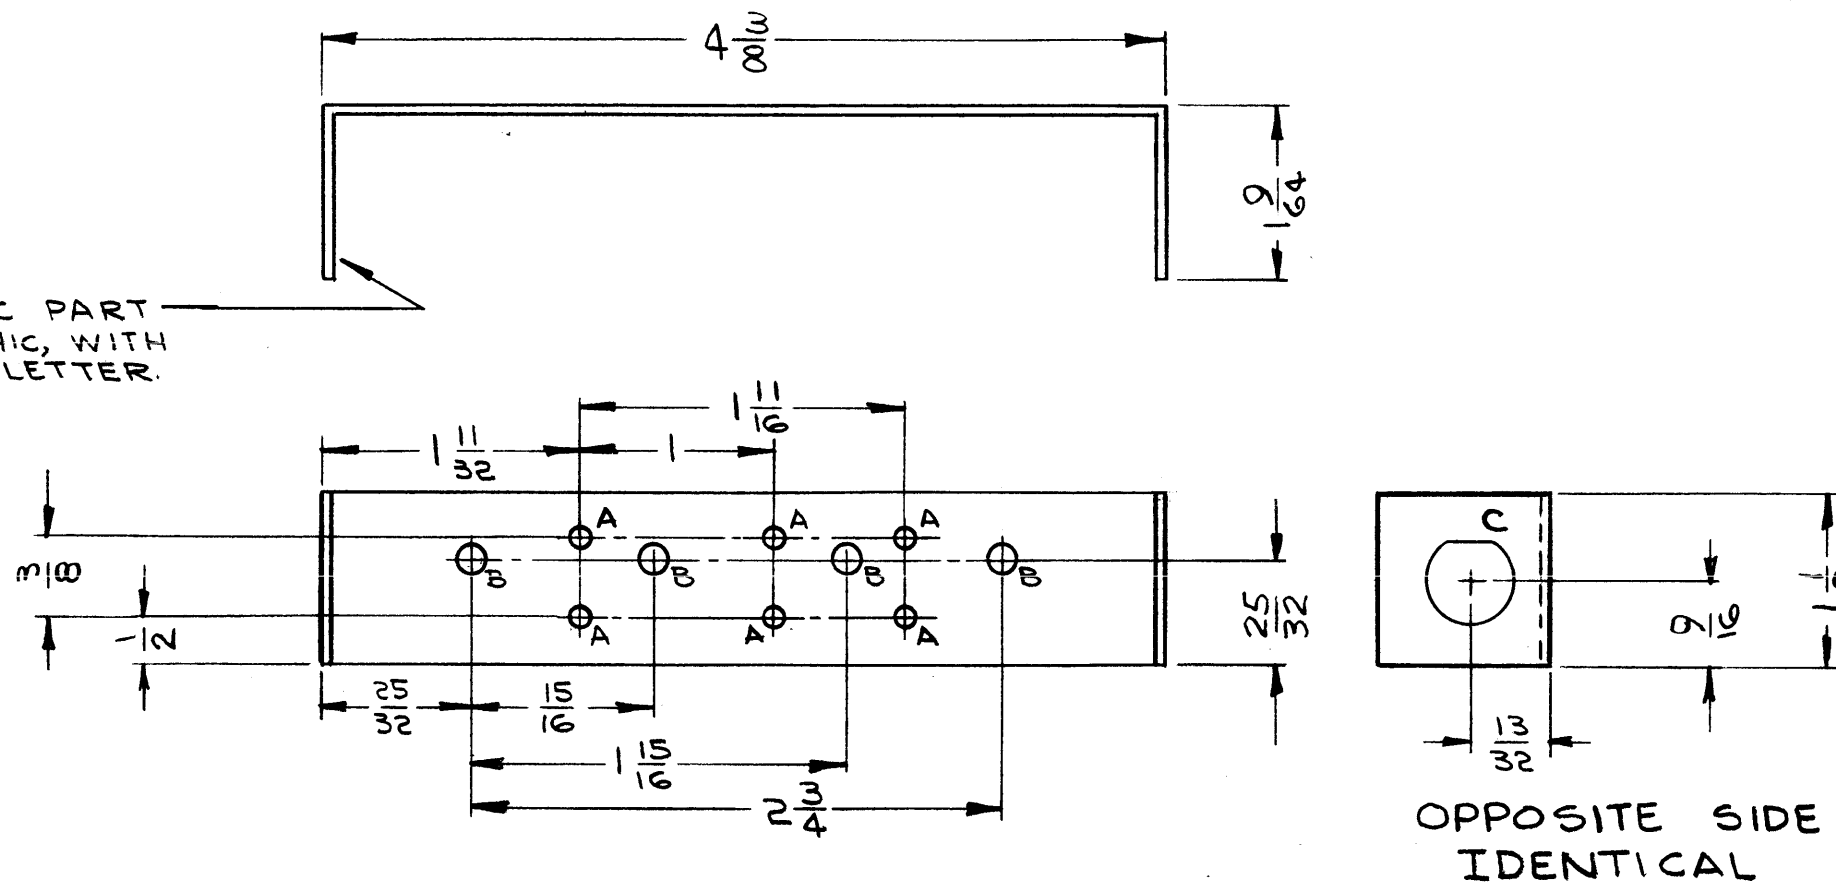 4 3/8
1 9/64
C PART
HIC, WITH
LETTER.
1 11/16
1 11/32
1
A A A
3/8
B B B B
A A A
1/2
25/32
25/32
15/16
1 15/16
2 3/4
C
9/16
13/32
OPPOSITE SIDE
IDENTICAL